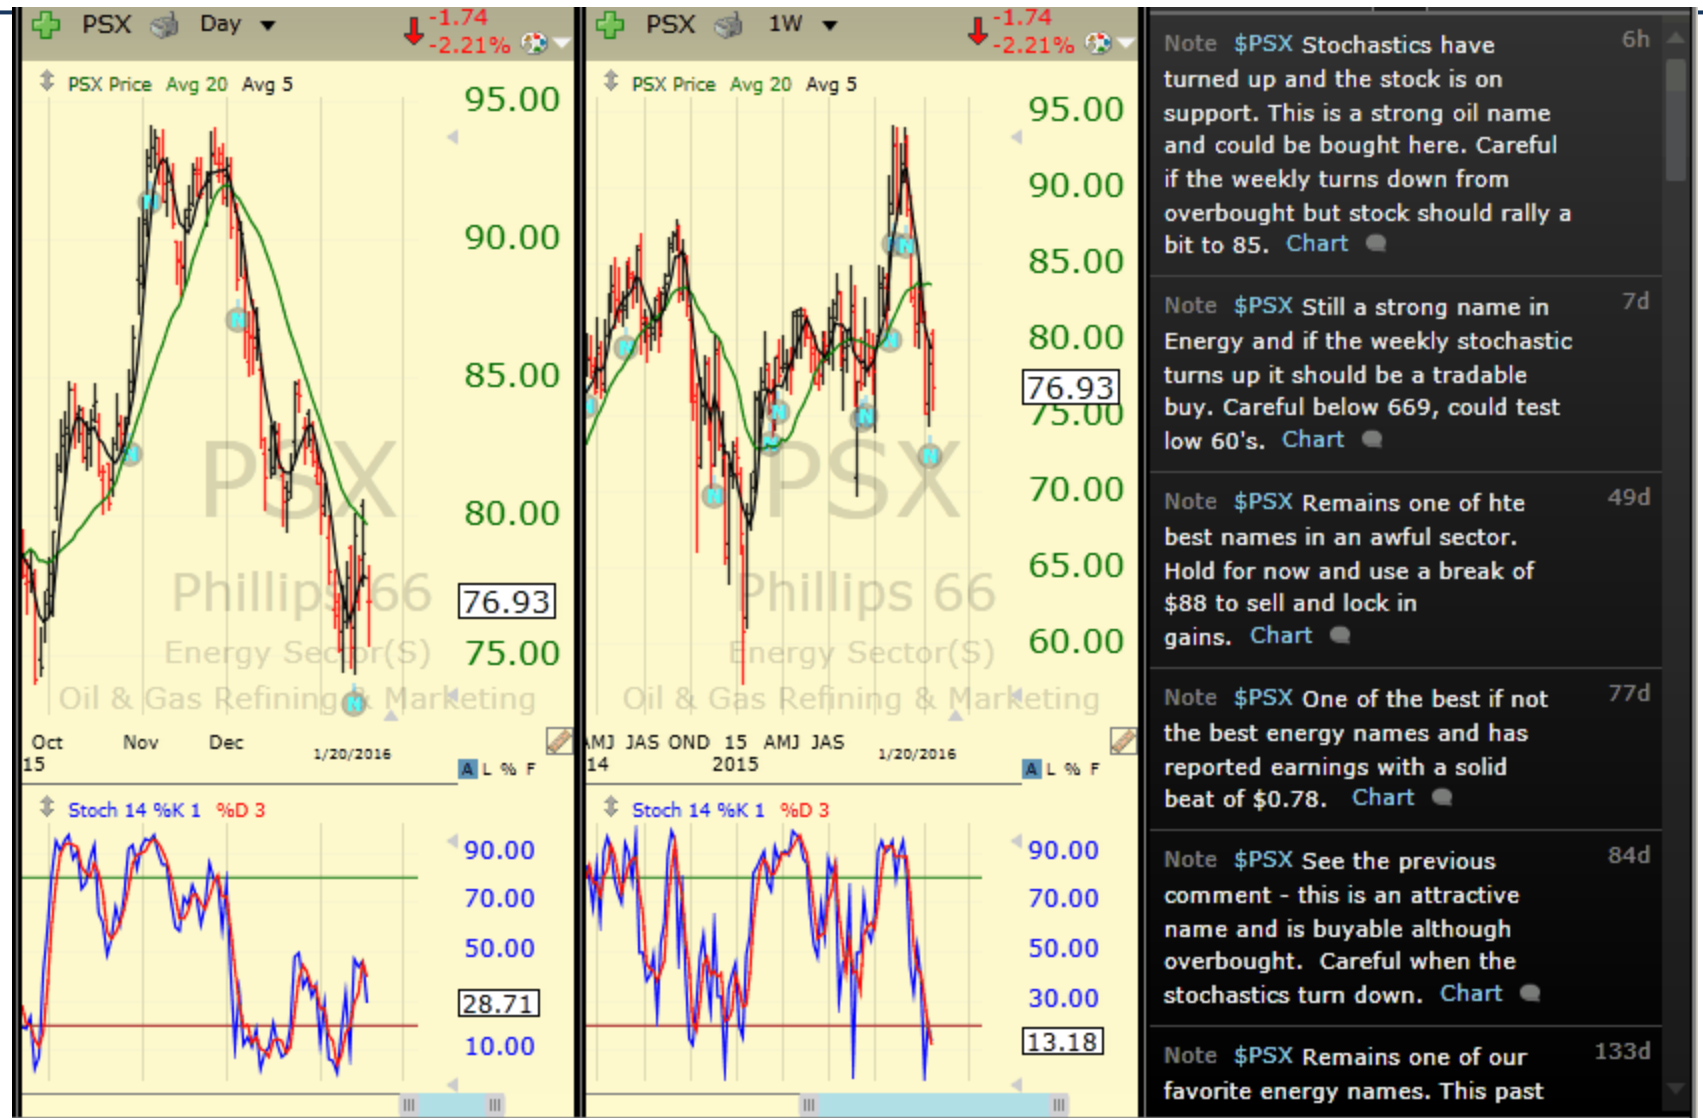 PSX Day
-1.74
-2.21%
PSX Price Avg 20 Avg 5
95.00
90.00
85.00
80.00
76.93
75.00
PSX
Phillips 66
Energy Sector(S)
Oil & Gas Refining & Marketing
N
N
N
N
Oct Nov Dec 1/20/2016
15
A L % F
Stoch 14 %K 1 %D 3
90.00
70.00
50.00
28.71
10.00
PSX 1W
-1.74
-2.21%
PSX Price Avg 20 Avg 5
95.00
90.00
85.00
80.00
76.93
75.00
70.00
65.00
60.00
PSX
Phillips 66
Energy Sector(S)
Oil & Gas Refining & Marketing
N
N
N
N
N
N
N
AMJ JAS OND 15 AMJ JAS 1/20/2016
14 2015
A L % F
Stoch 14 %K 1 %D 3
90.00
70.00
50.00
30.00
13.18
Note $PSX Stochastics have 6h
turned up and the stock is on
support. This is a strong oil name
and could be bought here. Careful
if the weekly turns down from
overbought but stock should rally a
bit to 85. Chart
Note $PSX Still a strong name in 7d
Energy and if the weekly stochastic
turns up it should be a tradable
buy. Careful below 669, could test
low 60's. Chart
Note $PSX Remains one of hte 49d
best names in an awful sector.
Hold for now and use a break of
$88 to sell and lock in
gains. Chart
Note $PSX One of the best if not 77d
the best energy names and has
reported earnings with a solid
beat of $0.78. Chart
Note $PSX See the previous 84d
comment - this is an attractive
name and is buyable although
overbought. Careful when the
stochastics turn down. Chart
Note $PSX Remains one of our 133d
favorite energy names. This past